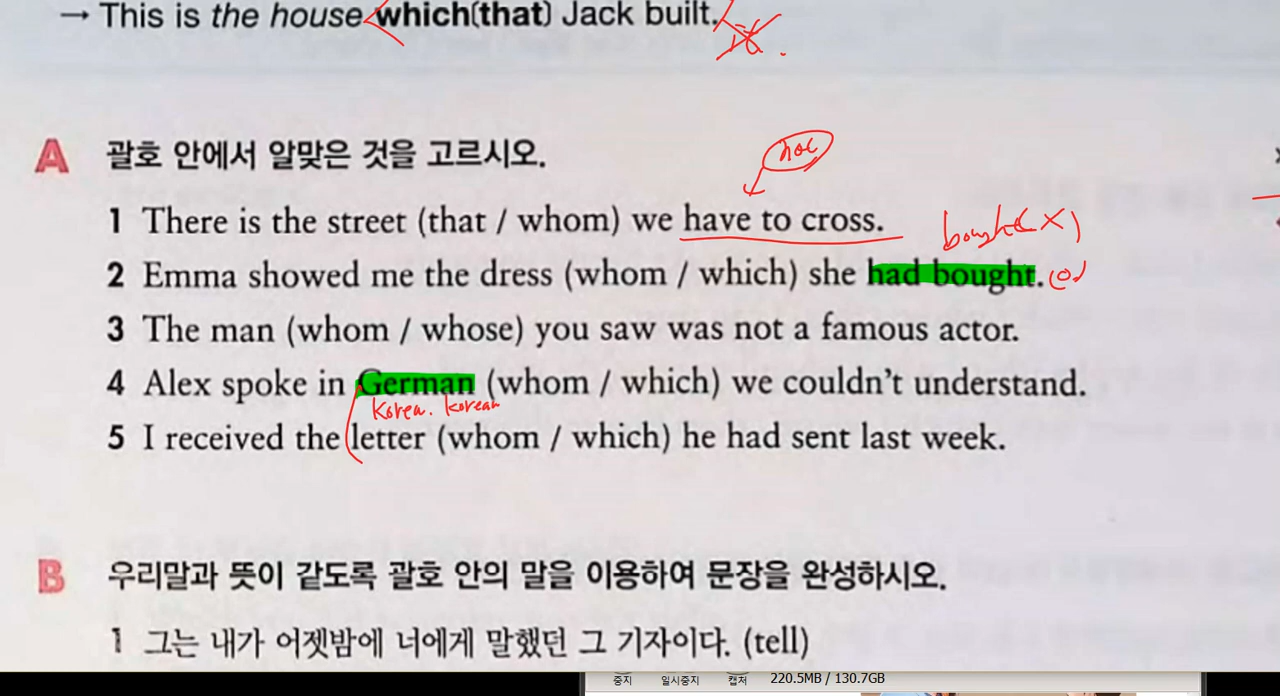 → This is the house which(that) Jack built.
A 괄호 안에서 알맞은 것을 고르시오.
not
1 There is the street (that / whom) we have to cross.
bought(X)
2 Emma showed me the dress (whom / which) she had bought. (o)
3 The man (whom / whose) you saw was not a famous actor.
4 Alex spoke in German (whom / which) we couldn't understand.
Korea. Korean
5 I received the letter (whom / which) he had sent last week.
B 우리말과 뜻이 같도록 괄호 안의 말을 이용하여 문장을 완성하시오.
1 그는 내가 어젯밤에 너에게 말했던 그 기자이다. (tell)
중지 일시중지 캡처 220.5MB / 130.7GB